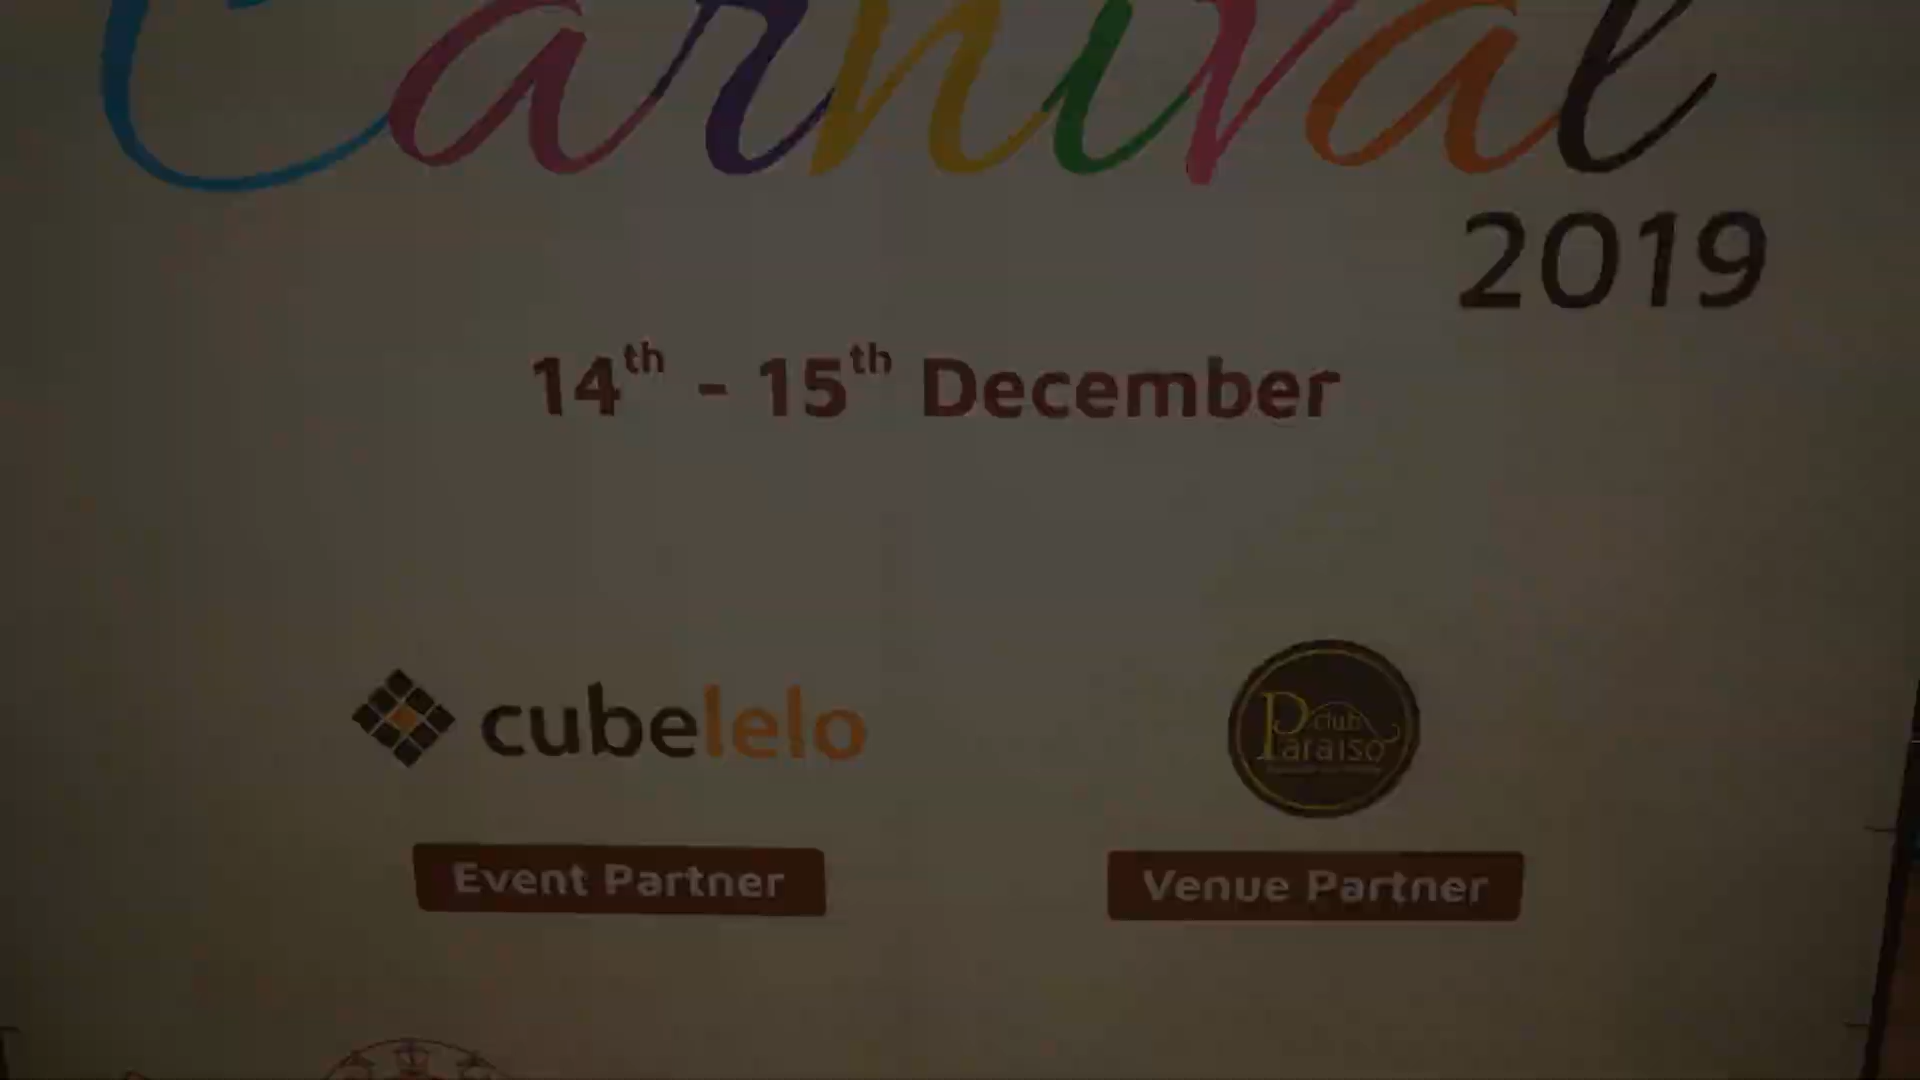 Carnival
2019
14th - 15th December
cubelelo
Club
Paraiso
Event Partner
Venue Partner